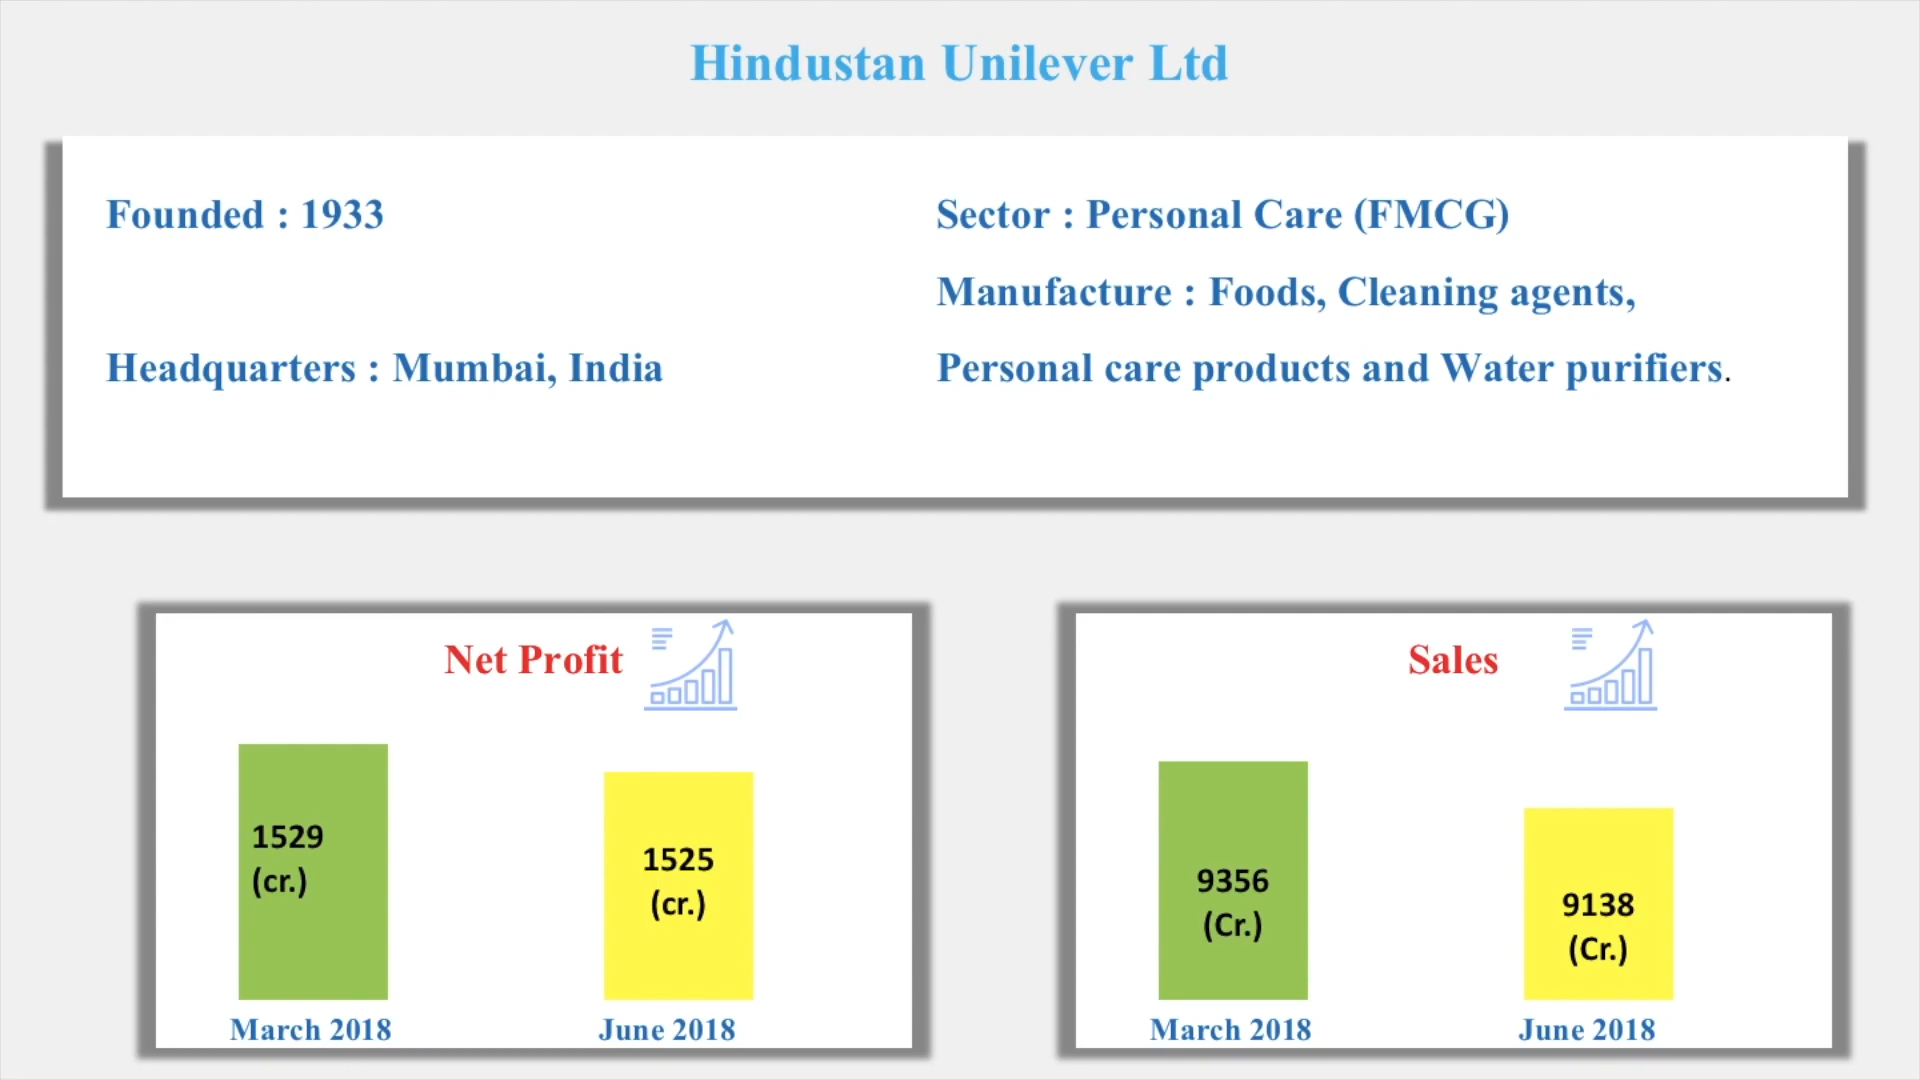 Hindustan Unilever Ltd
Founded : 1933
Headquarters : Mumbai, India
Sector : Personal Care (FMCG)
Manufacture : Foods, Cleaning agents,
Personal care products and Water purifiers.
Net Profit
1529
(cr.)
1525
(cr.)
March 2018
June 2018
Sales
9356
(Cr.)
9138
(Cr.)
March 2018
June 2018